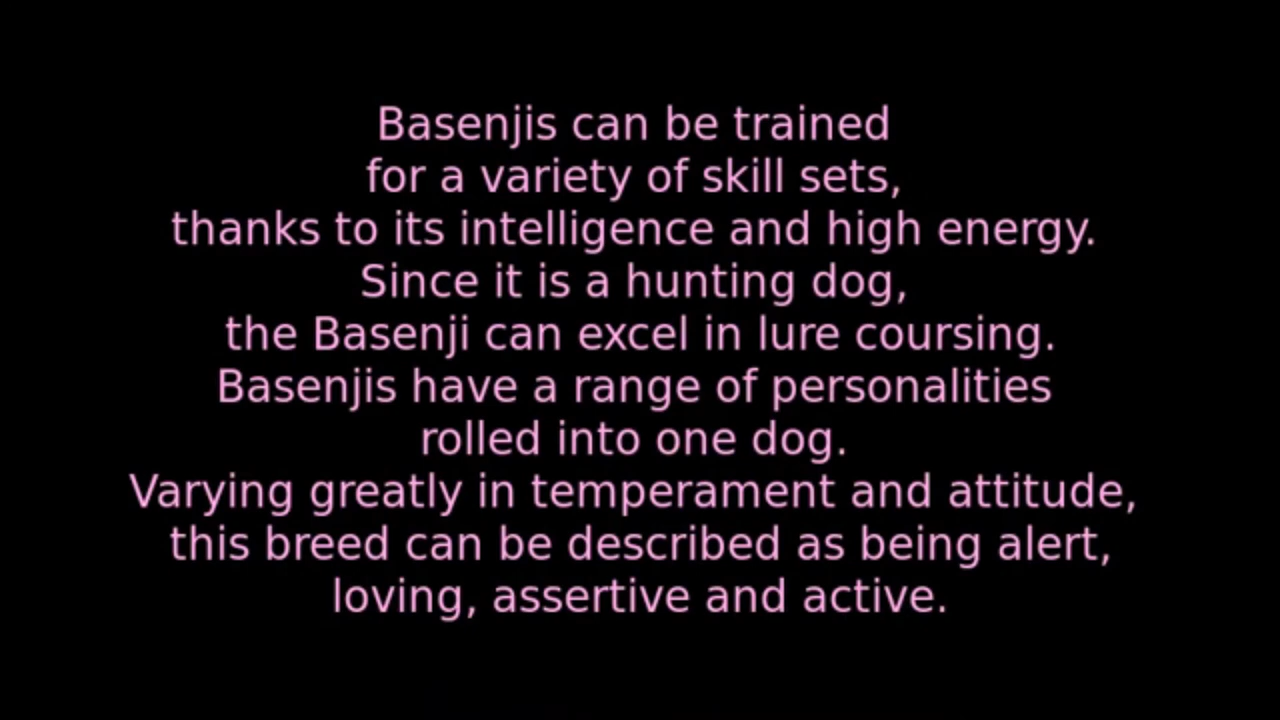 Basenjis can be trained
for a variety of skill sets,
thanks to its intelligence and high energy.
Since it is a hunting dog,
the Basenji can excel in lure coursing.
Basenjis have a range of personalities
rolled into one dog.
Varying greatly in temperament and attitude,
this breed can be described as being alert,
loving, assertive and active.